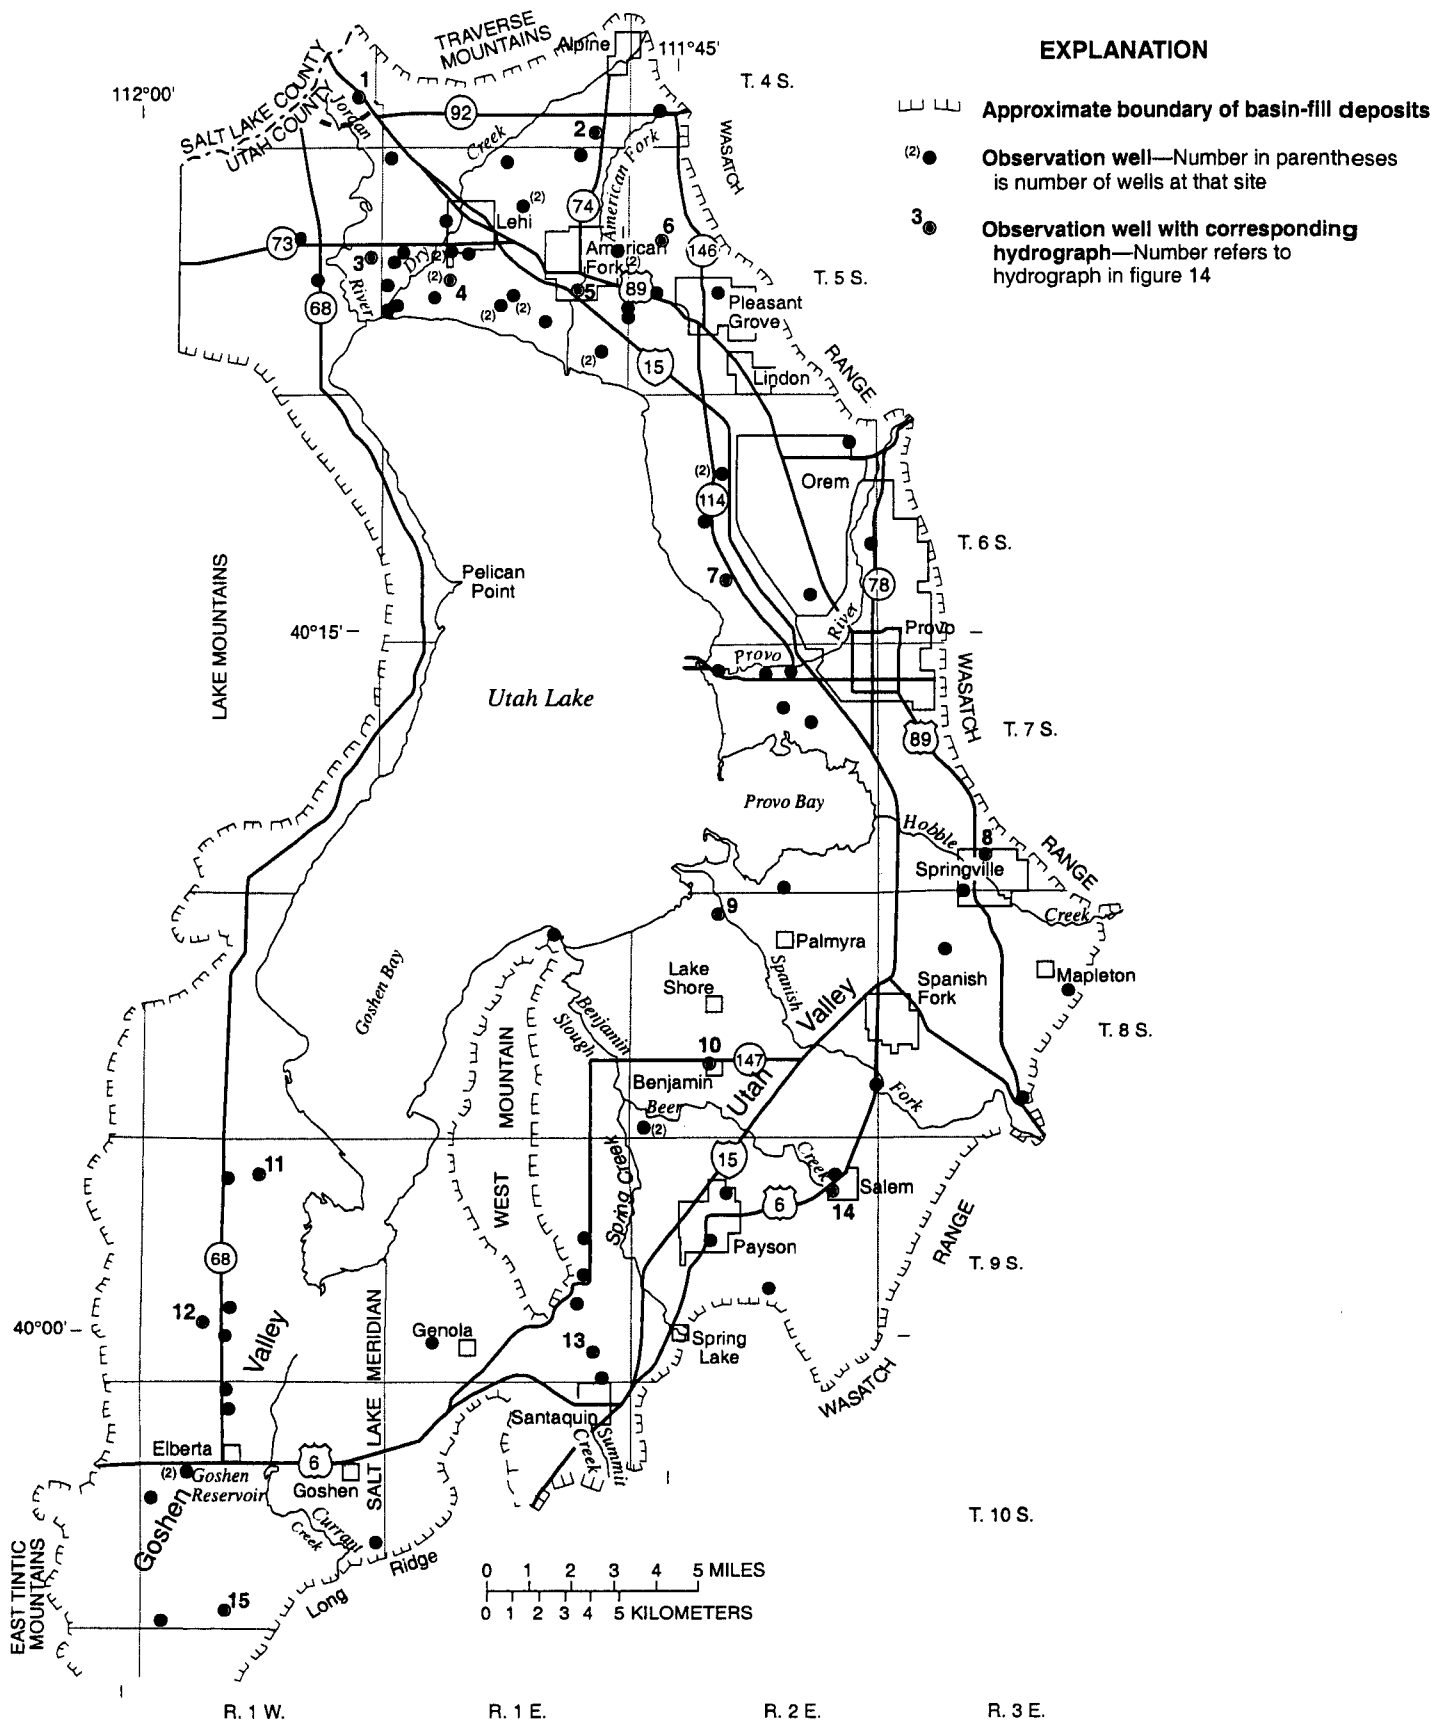 EXPLANATION
Approximate boundary of basin-fill deposits
(2) Observation well—Number in parentheses
is number of wells at that site
3 Observation well with corresponding
hydrograph—Number refers to
hydrograph in figure 14
TRAVERSE
MOUNTAINS
Alpine
111°45'
112°00'
T. 4 S.
SALT LAKE COUNTY
UTAH COUNTY
1
Jordan
92
2
Creek
American Fork
WASATCH
(2)
74
Lehi
6
146
73
American
Fork
(2)
3
Dry
(2)
(2)
4
5
89
T. 5 S.
River
68
(2)
(2)
Pleasant
Grove
(2)
15
Lindon
RANGE
Orem
(2)
114
T. 6 S.
Pelican
Point
7
78
LAKE MOUNTAINS
40°15'
River
Provo
Provo
WASATCH
Utah Lake
T. 7 S.
89
Provo Bay
Hobble
8
RANGE
Springville
Creek
9
Palmyra
Goshen Bay
Lake
Shore
Spanish
Valley
Spanish
Fork
Mapleton
Benjamin
Slough
T. 8 S.
MOUNTAIN
10
147
Benjamin
Utah
Beer
Fork
(2)
11
Spring Creek
15
Creek
Salem
WEST
6
14
Payson
RANGE
T. 9 S.
68
12
Valley
40°00'
SALT LAKE MERIDIAN
Genola
13
Spring
Lake
WASATCH
Santaquin
Summit
Creek
Elberta
6
(2)
Goshen
Reservoir
Goshen
Goshen
Currant
Creek
T. 10 S.
EAST TINTIC
MOUNTAINS
Ridge
Long
15
0 1 2 3 4 5 MILES
0 1 2 3 4 5 KILOMETERS
R. 1 W.
R. 1 E.
R. 2 E.
R. 3 E.